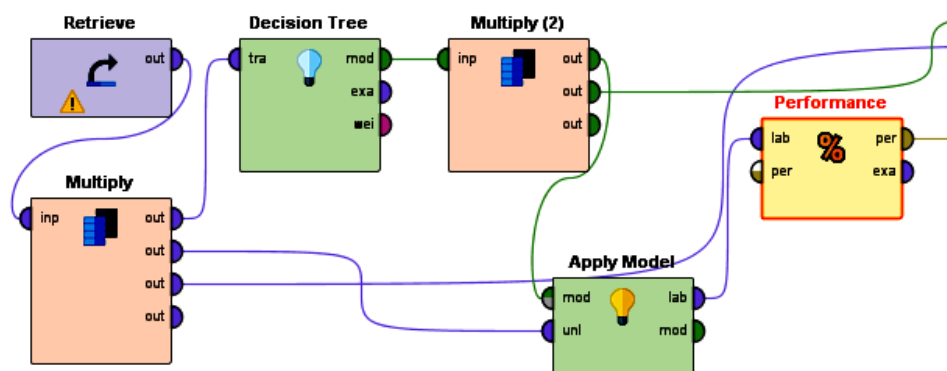 Retrieve
out
Decision Tree
tra
mod
exa
wei
Multiply (2)
inp
out
out
out
Performance
lab
per
per
exa
Multiply
inp
out
out
out
out
Apply Model
mod
lab
unl
mod